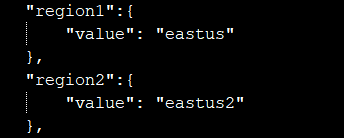 "region1":{
"value": "eastus"
},
"region2":{
"value": "eastus2"
},